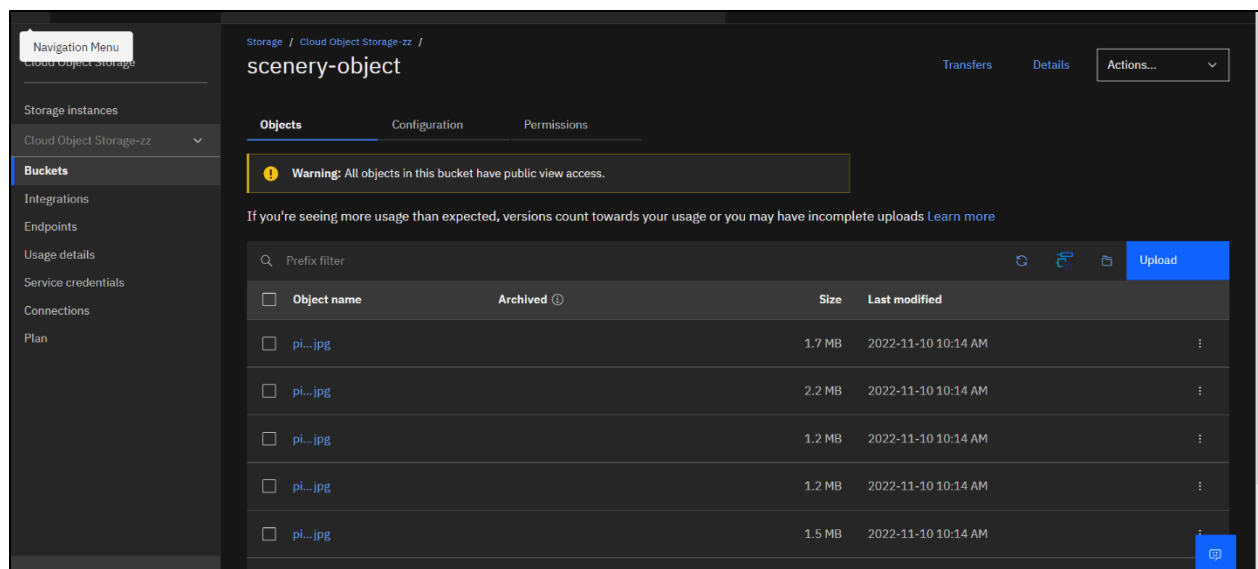 Navigation Menu
Cloud Object Storage
Storage instances
Cloud Object Storage-zz
Buckets
Integrations
Endpoints
Usage details
Service credentials
Connections
Plan
Storage / Cloud Object Storage-zz /
scenery-object
Transfers Details Actions...
Objects Configuration Permissions
Warning: All objects in this bucket have public view access.
If you're seeing more usage than expected, versions count towards your usage or you may have incomplete uploads Learn more
Prefix filter Upload
Object name Archived Size Last modified
pi...jpg 1.7 MB 2022-11-10 10:14 AM
pi...jpg 2.2 MB 2022-11-10 10:14 AM
pi...jpg 1.2 MB 2022-11-10 10:14 AM
pi...jpg 1.2 MB 2022-11-10 10:14 AM
pi...jpg 1.5 MB 2022-11-10 10:14 AM